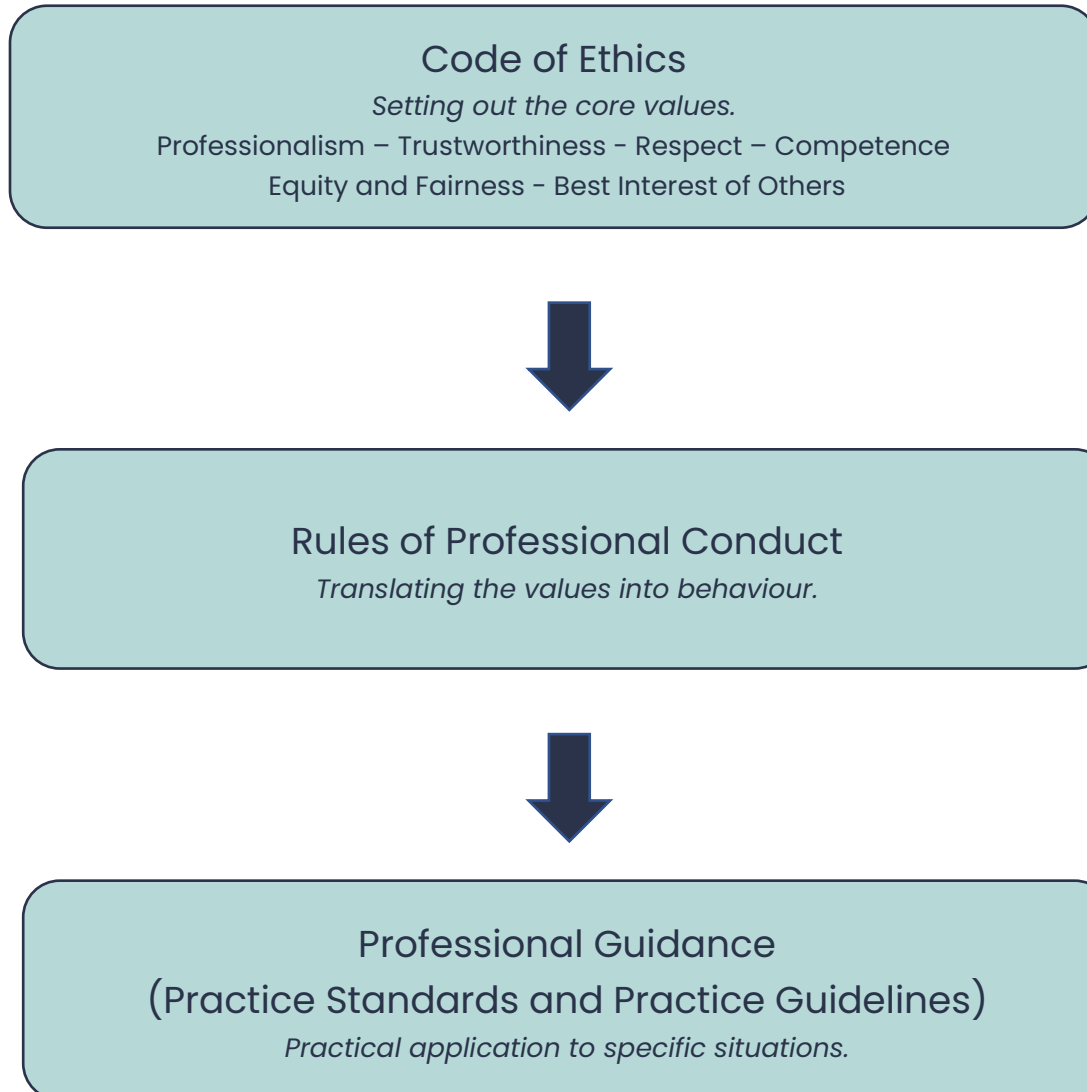 Code of Ethics
Setting out the core values.
Professionalism – Trustworthiness - Respect – Competence
Equity and Fairness - Best Interest of Others
Rules of Professional Conduct
Translating the values into behaviour.
Professional Guidance
(Practice Standards and Practice Guidelines)
Practical application to specific situations.